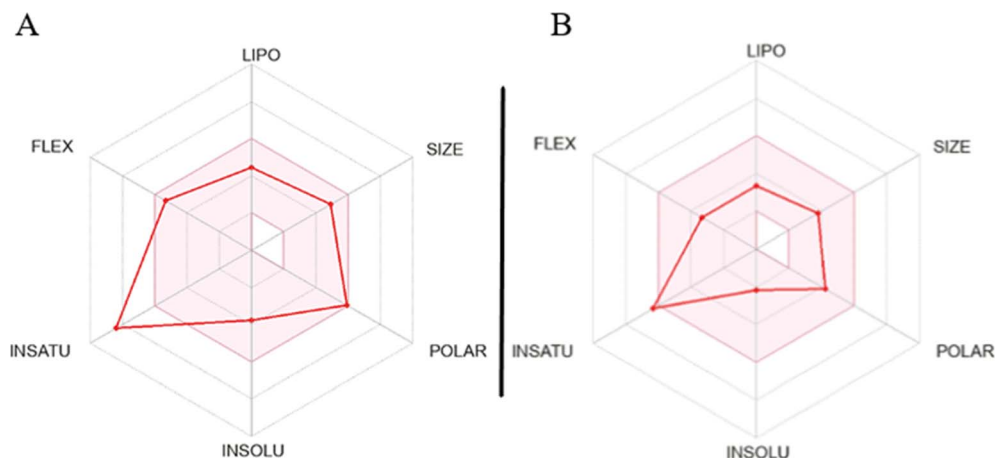 A
LIPO
FLEX
SIZE
INSATU
POLAR
INSOLU
B
LIPO
FLEX
SIZE
INSATU
POLAR
INSOLU